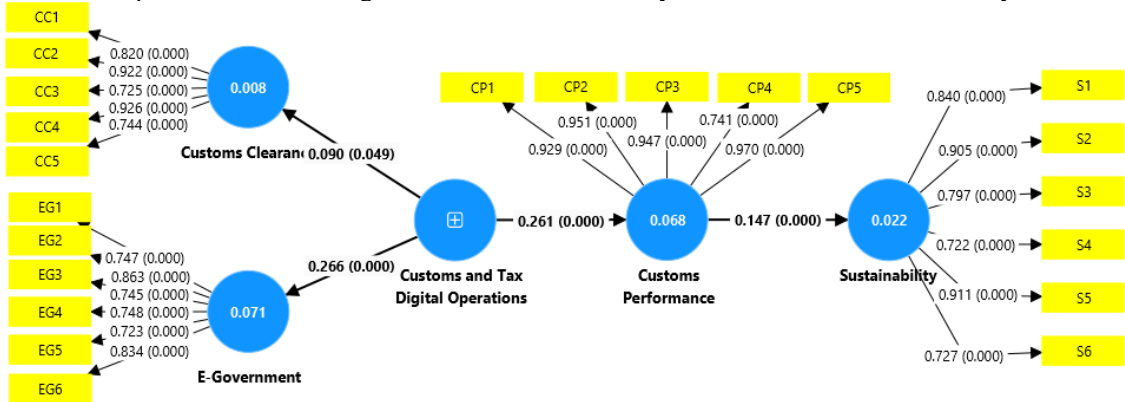 CC1
CC2
CC3
CC4
CC5
0.820 (0.000)
0.922 (0.000)
0.725 (0.000)
0.926 (0.000)
0.744 (0.000)
0.008
Customs Clearan
0.090 (0.049)
EG1
EG2
EG3
EG4
EG5
EG6
0.747 (0.000)
0.863 (0.000)
0.745 (0.000)
0.748 (0.000)
0.723 (0.000)
0.834 (0.000)
0.071
E-Government
0.266 (0.000)
Customs and Tax
Digital Operations
0.261 (0.000)
CP1
CP2
CP3
CP4
CP5
0.929 (0.000)
0.951 (0.000)
0.947 (0.000)
0.741 (0.000)
0.970 (0.000)
0.068
Customs
Performance
0.147 (0.000)
0.022
Sustainability
0.840 (0.000)
0.905 (0.000)
0.797 (0.000)
0.722 (0.000)
0.911 (0.000)
0.727 (0.000)
S1
S2
S3
S4
S5
S6